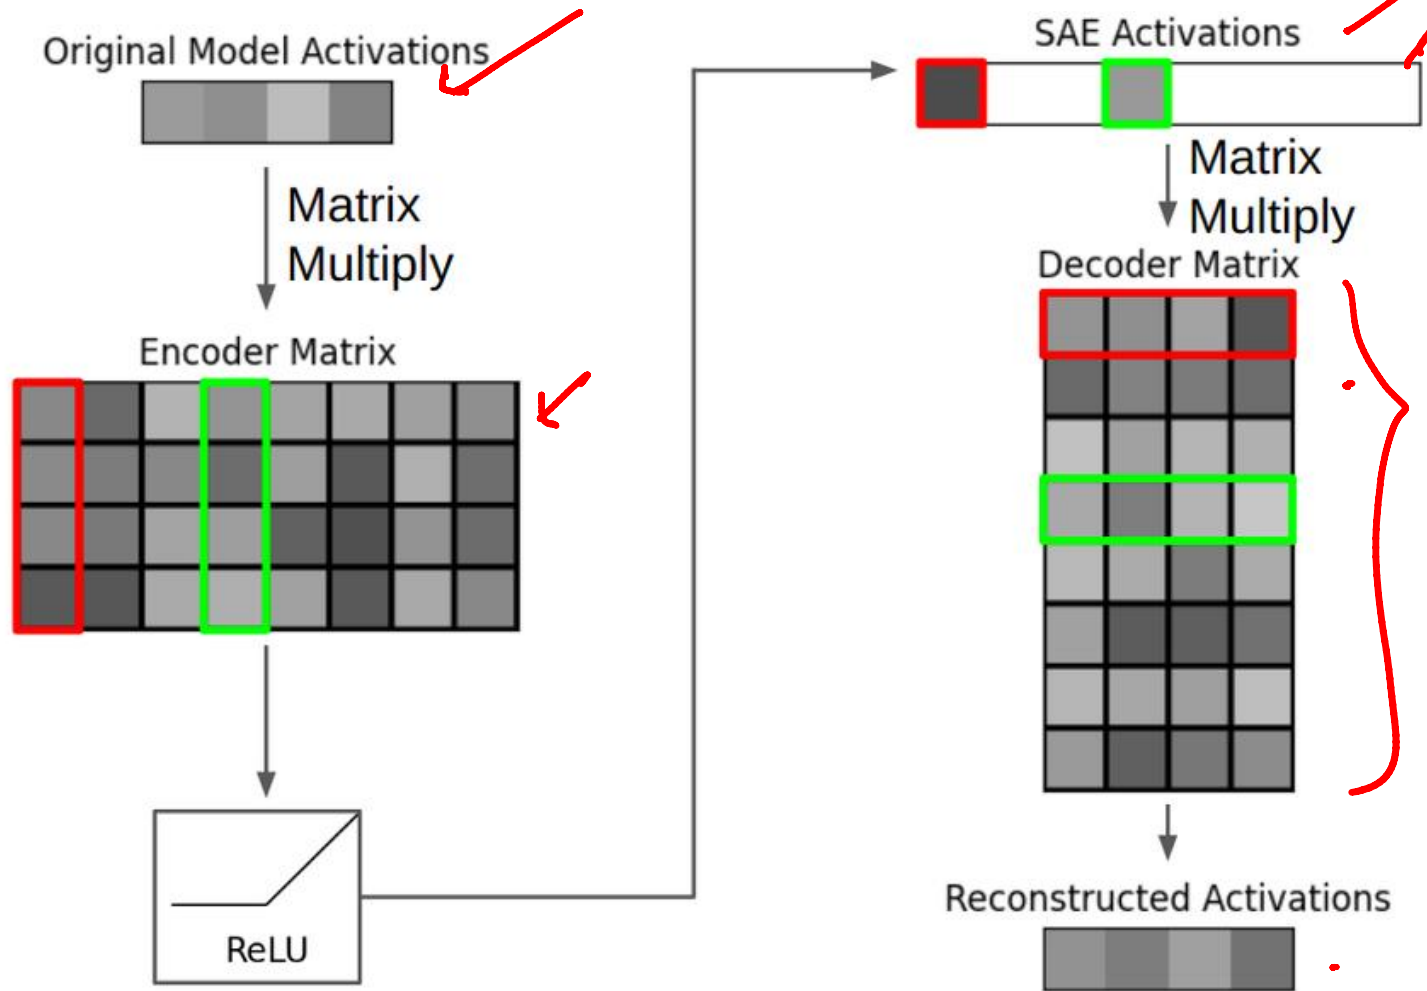 Original Model Activations
Matrix
Multiply
Encoder Matrix
ReLU
SAE Activations
Matrix
Multiply
Decoder Matrix
Reconstructed Activations